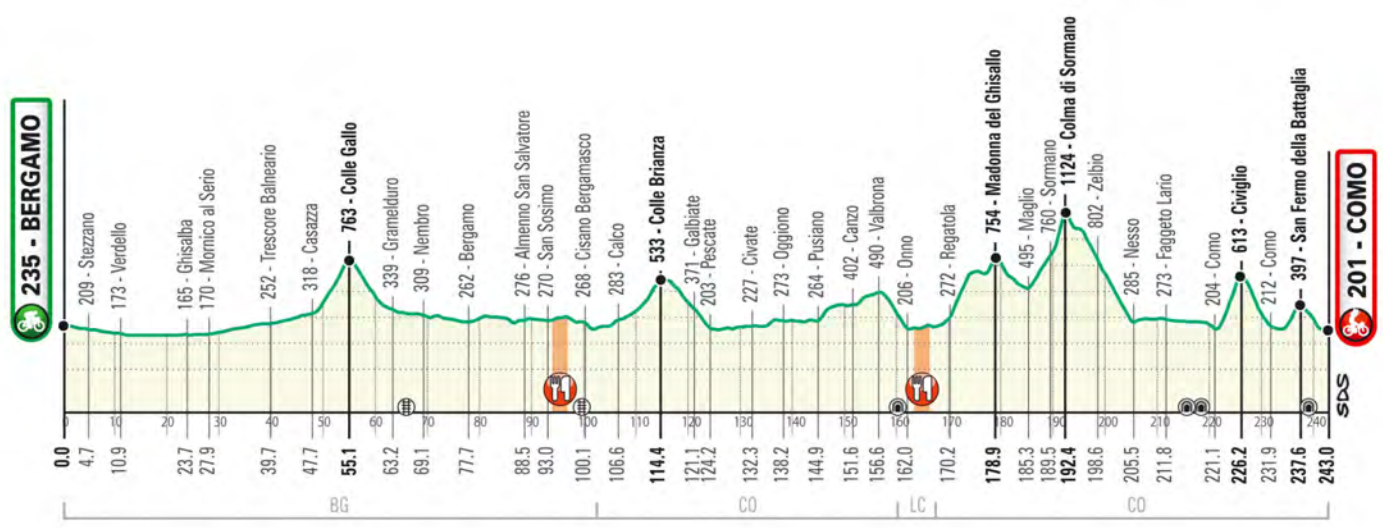 235 - BERGAMO
209 - Stezzano
173 - Verdello
165 - Ghisalba
170 - Mornico al Serio
252 - Trescore Balneario
318 - Casazza
763 - Colle Gallo
339 - Gramelduro
309 - Nembro
262 - Bergamo
276 - Almenno San Salvatore
270 - San Sosimo
268 - Cisano Bergamasco
283 - Calco
533 - Colle Brianza
371 - Galbiate
203 - Pescate
227 - Civate
273 - Oggiono
264 - Pusiano
402 - Canzo
490 - Valbrona
206 - Onno
272 - Regatola
754 - Madonna del Ghisallo
495 - Maglio
760 - Sormano
1124 - Colma di Sormano
802 - Zelbio
285 - Nesso
273 - Faggeto Lario
204 - Como
613 - Civiglio
212 - Como
397 - San Fermo della Battaglia
201 - COMO
SDS
0 10 20 30 40 50 60 70 80 90 100 110 120 130 140 150 160 170 180 190 200 210 220 230 240
0.0 4.7 10.9 23.7 27.9 39.7 47.7 55.1 63.2 69.1 77.7 88.5 93.0 100.1 106.6 114.4 121.1 124.2 132.3 138.2 144.9 151.6 156.6 162.0 170.2 178.9 185.3 189.5 192.4 198.6 205.5 211.8 221.1 226.2 231.9 237.6 243.0
BG CO LC CO